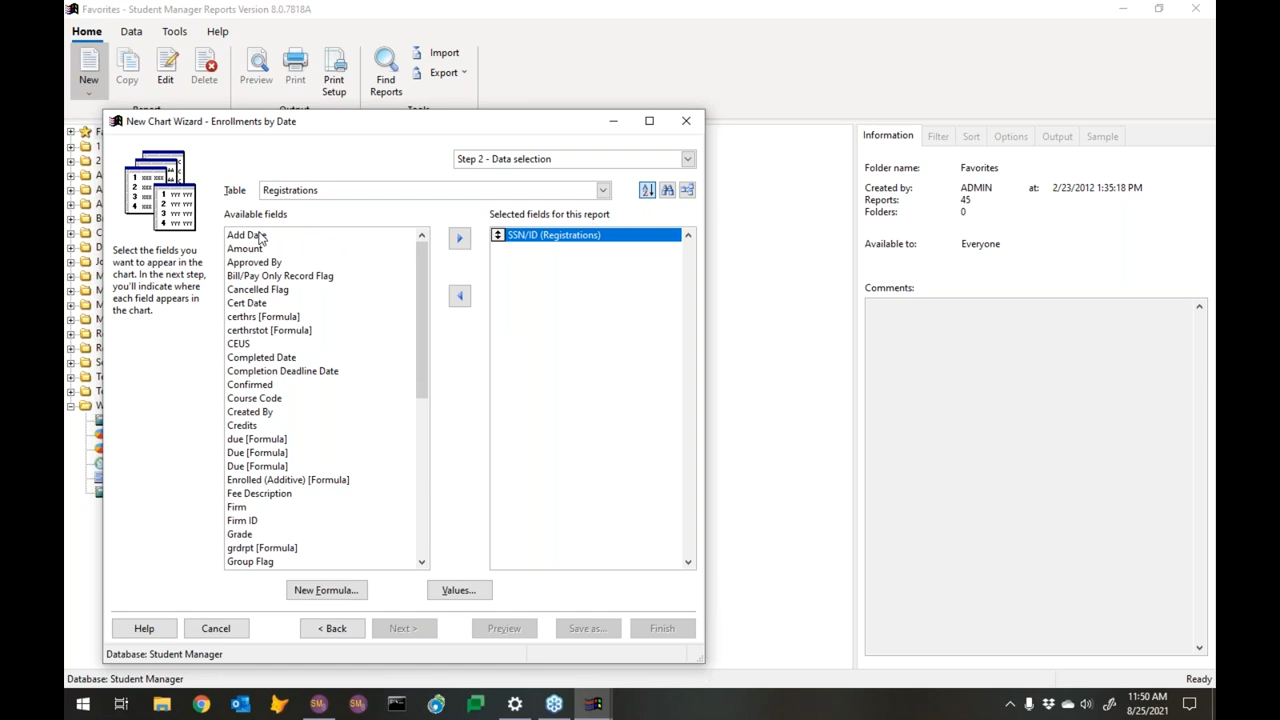 Favorites - Student Manager Reports Version 8.0.7818A
Home Data Tools Help
New Copy Edit Delete Preview Print Print Setup Find Reports Import Export
New Chart Wizard - Enrollments by Date
Step 2 - Data selection
Table Registrations
Available fields
Selected fields for this report
Select the fields you
want to appear in the
chart. In the next step,
you'll indicate where
each field appears in
the chart.
Add Date
Amount
Approved By
Bill/Pay Only Record Flag
Cancelled Flag
Cert Date
certhrs [Formula]
certhrstot [Formula]
CEUS
Completed Date
Completion Deadline Date
Confirmed
Course Code
Created By
Credits
due [Formula]
Due [Formula]
Due [Formula]
Enrolled (Additive) [Formula]
Fee Description
Firm
Firm ID
Grade
grdrpt [Formula]
Group Flag
SSN/ID (Registrations)
New Formula... Values...
Help Cancel < Back Next > Preview Save as... Finish
Database: Student Manager
Information Filter Sort Options Output Sample
Folder name: Favorites
Created by: ADMIN at: 2/23/2012 1:35:18 PM
Reports: 45
Folders: 0
Available to: Everyone
Comments:
Database: Student Manager Ready
11:50 AM
8/25/2021